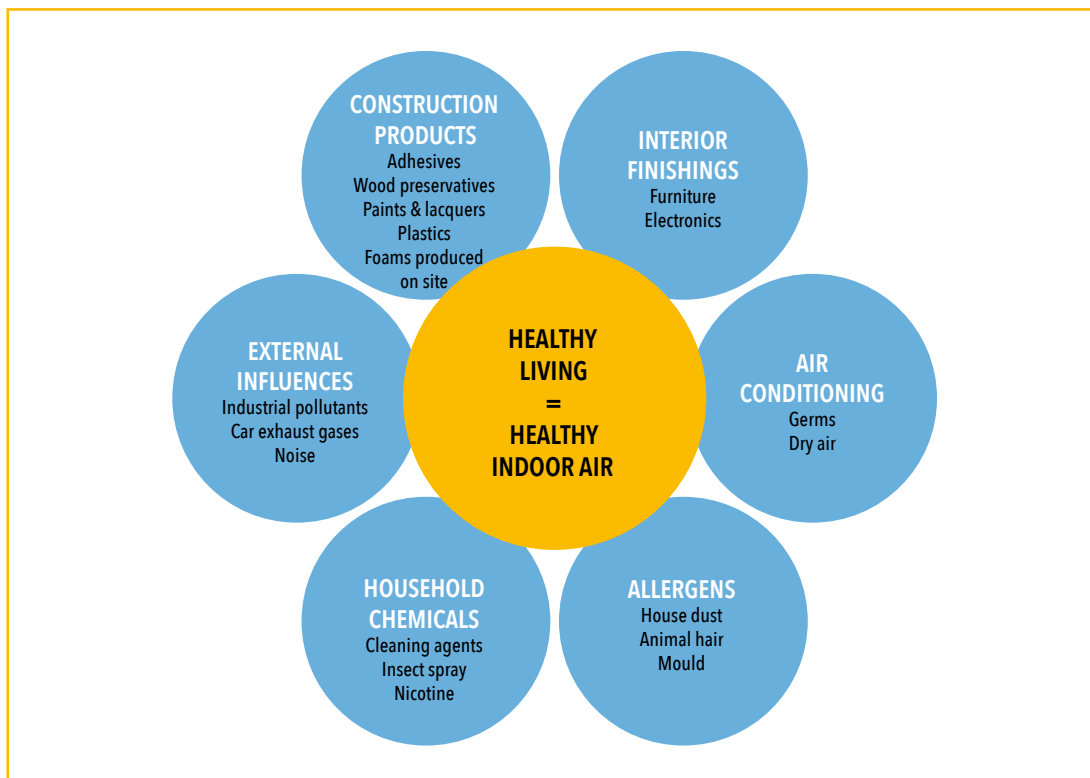 CONSTRUCTION
PRODUCTS
Adhesives
Wood preservatives
Paints & lacquers
Plastics
Foams produced
on site
INTERIOR
FINISHINGS
Furniture
Electronics
EXTERNAL
INFLUENCES
Industrial pollutants
Car exhaust gases
Noise
HEALTHY
LIVING
=
HEALTHY
INDOOR AIR
AIR
CONDITIONING
Germs
Dry air
HOUSEHOLD
CHEMICALS
Cleaning agents
Insect spray
Nicotine
ALLERGENS
House dust
Animal hair
Mould